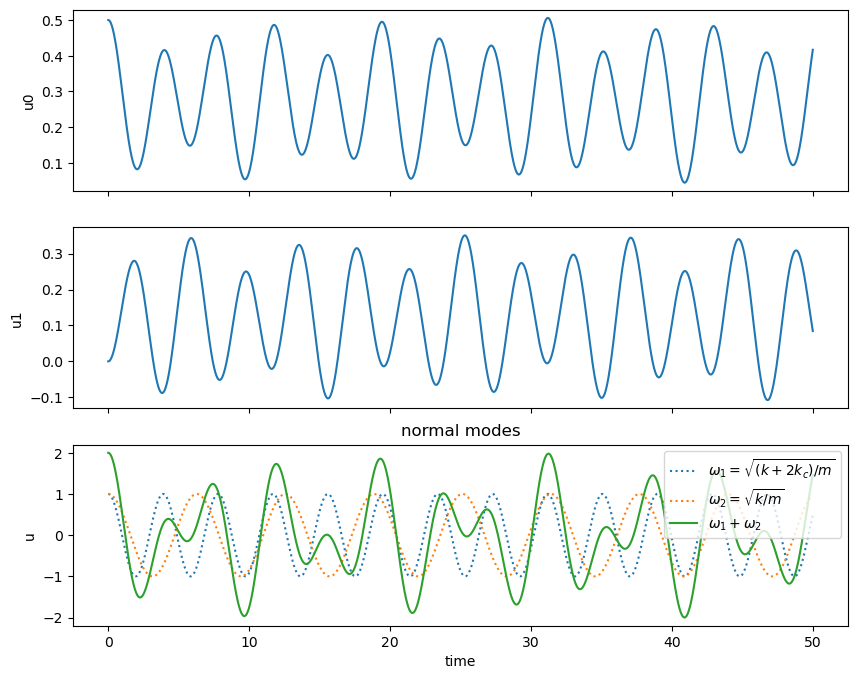 0.5
0.4
0.3
0.2
0.1
u0
0.3
0.2
0.1
0.0
−0.1
u1
normal modes
2
1
0
−1
−2
u
ω₁ = √(k + 2k_c)/m
ω₂ = √k/m
ω₁ + ω₂
0 10 20 30 40 50
time